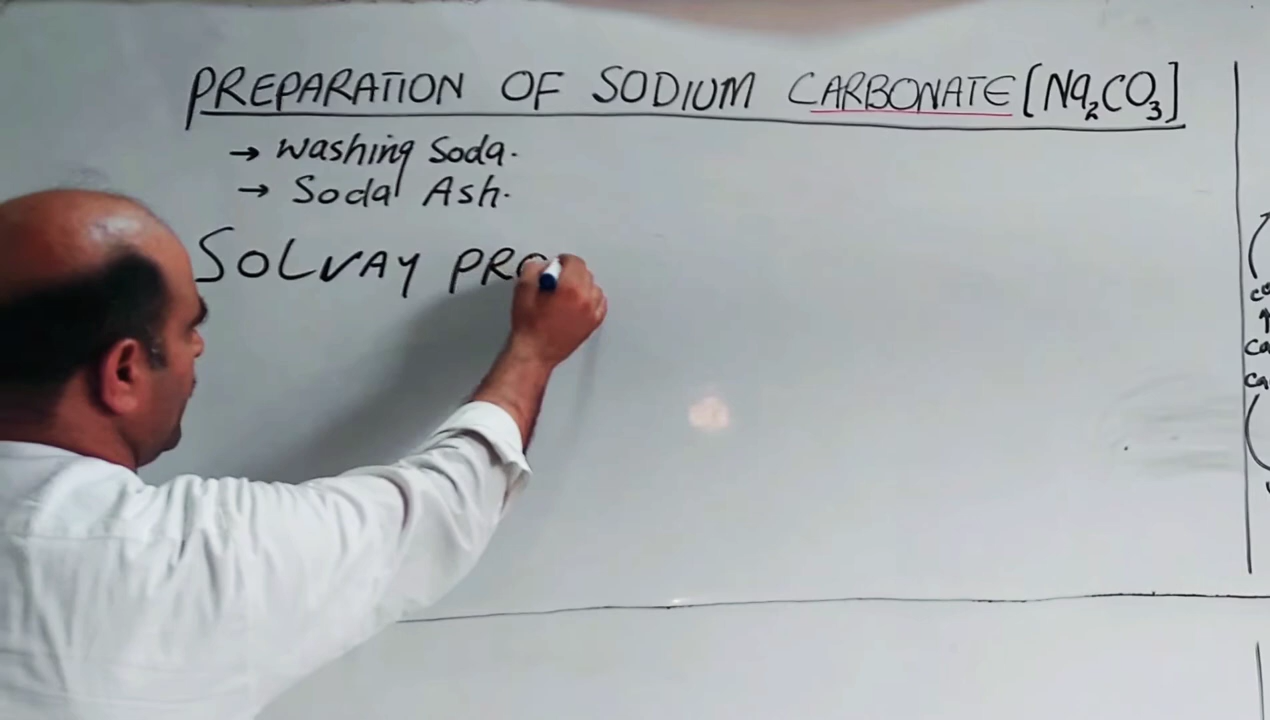 PREPARATION OF SODIUM CARBONATE [Na₂CO₃]
→ Washing Soda.
→ Soda Ash.
SOLVAY PRO